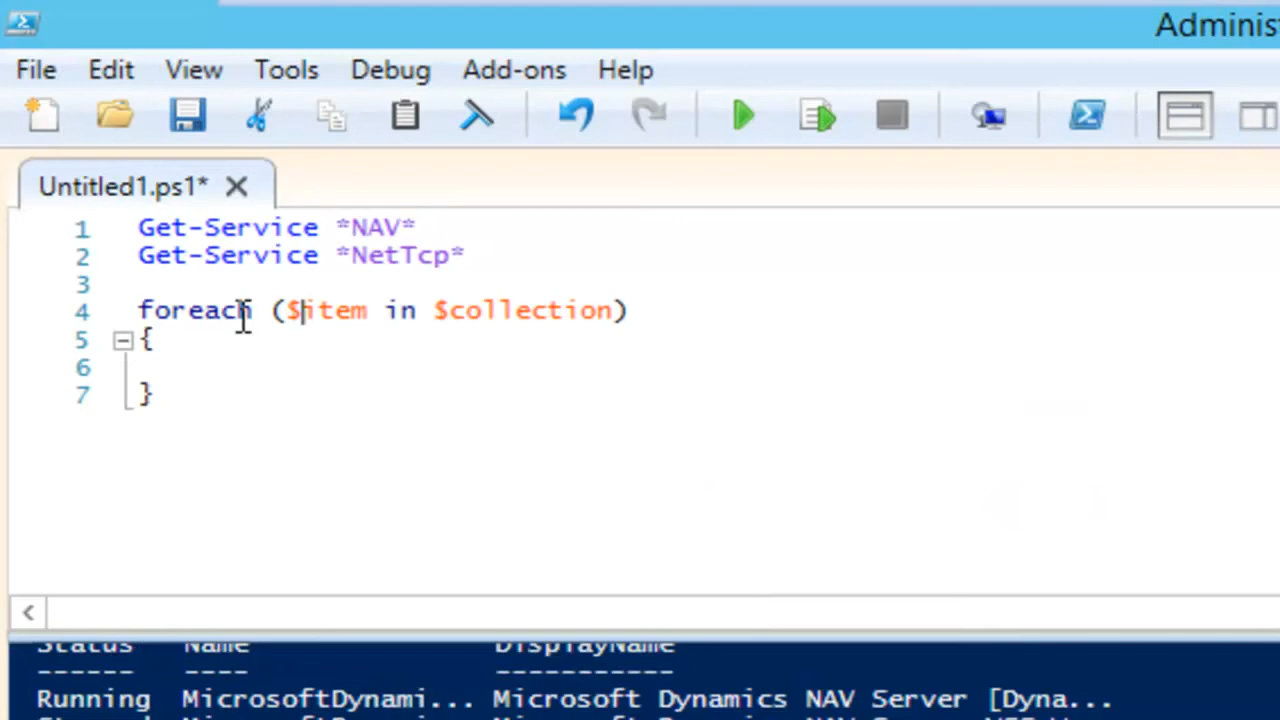 Adminis
File Edit View Tools Debug Add-ons Help
Untitled1.ps1*
1 Get-Service *NAV*
2 Get-Service *NetTcp*
3
4 foreach ($item in $collection)
5 {
6
7 }
Status Name DisplayName
------ ---- -----------
Running MicrosoftDynami... Microsoft Dynamics NAV Server [Dyna...